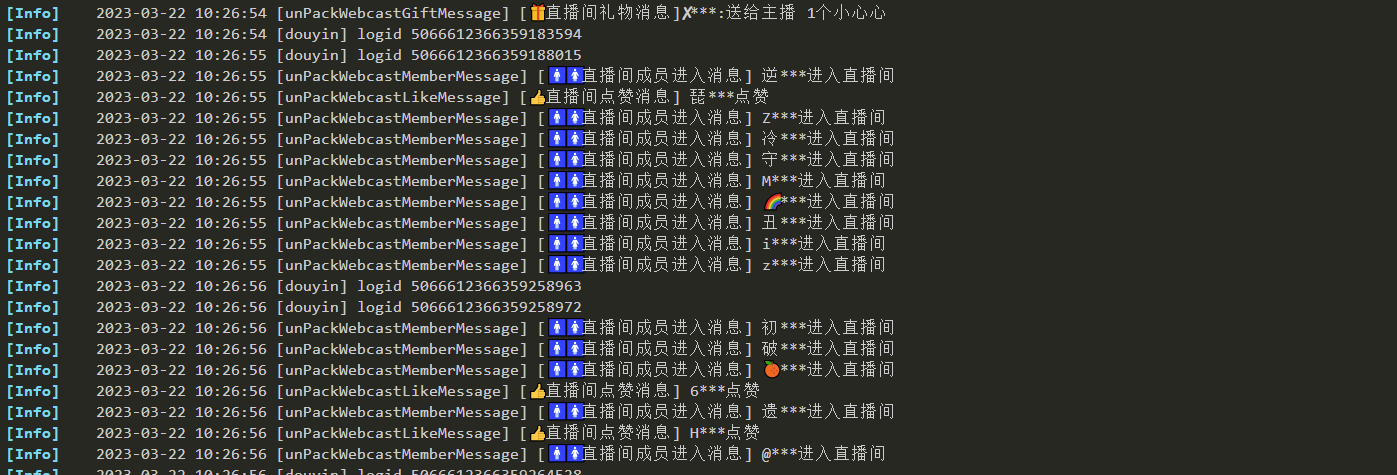 [Info] 2023-03-22 10:26:54 [unPackWebcastGiftMessage] [🎁直播间礼物消息]X***:送给主播 1个小心心
[Info] 2023-03-22 10:26:54 [douyin] logid 5066612366359183594
[Info] 2023-03-22 10:26:55 [douyin] logid 5066612366359188015
[Info] 2023-03-22 10:26:55 [unPackWebcastMemberMessage] [🚹🚹直播间成员进入消息] 逆***进入直播间
[Info] 2023-03-22 10:26:55 [unPackWebcastLikeMessage] [👍直播间点赞消息] 琵***点赞
[Info] 2023-03-22 10:26:55 [unPackWebcastMemberMessage] [🚹🚹直播间成员进入消息] Z***进入直播间
[Info] 2023-03-22 10:26:55 [unPackWebcastMemberMessage] [🚹🚹直播间成员进入消息] 冷***进入直播间
[Info] 2023-03-22 10:26:55 [unPackWebcastMemberMessage] [🚹🚹直播间成员进入消息] 守***进入直播间
[Info] 2023-03-22 10:26:55 [unPackWebcastMemberMessage] [🚹🚹直播间成员进入消息] M***进入直播间
[Info] 2023-03-22 10:26:55 [unPackWebcastMemberMessage] [🚹🚹直播间成员进入消息] 🌈***进入直播间
[Info] 2023-03-22 10:26:55 [unPackWebcastMemberMessage] [🚹🚹直播间成员进入消息] 丑***进入直播间
[Info] 2023-03-22 10:26:55 [unPackWebcastMemberMessage] [🚹🚹直播间成员进入消息] i***进入直播间
[Info] 2023-03-22 10:26:55 [unPackWebcastMemberMessage] [🚹🚹直播间成员进入消息] z***进入直播间
[Info] 2023-03-22 10:26:56 [douyin] logid 5066612366359258963
[Info] 2023-03-22 10:26:56 [douyin] logid 5066612366359258972
[Info] 2023-03-22 10:26:56 [unPackWebcastMemberMessage] [🚹🚹直播间成员进入消息] 初***进入直播间
[Info] 2023-03-22 10:26:56 [unPackWebcastMemberMessage] [🚹🚹直播间成员进入消息] 破***进入直播间
[Info] 2023-03-22 10:26:56 [unPackWebcastMemberMessage] [🚹🚹直播间成员进入消息] 🍊***进入直播间
[Info] 2023-03-22 10:26:56 [unPackWebcastLikeMessage] [👍直播间点赞消息] 6***点赞
[Info] 2023-03-22 10:26:56 [unPackWebcastMemberMessage] [🚹🚹直播间成员进入消息] 遗***进入直播间
[Info] 2023-03-22 10:26:56 [unPackWebcastLikeMessage] [👍直播间点赞消息] H***点赞
[Info] 2023-03-22 10:26:56 [unPackWebcastMemberMessage] [🚹🚹直播间成员进入消息] @***进入直播间
[Info] 2023-03-22 10:26:56 [douyin] logid 5066612366359264528